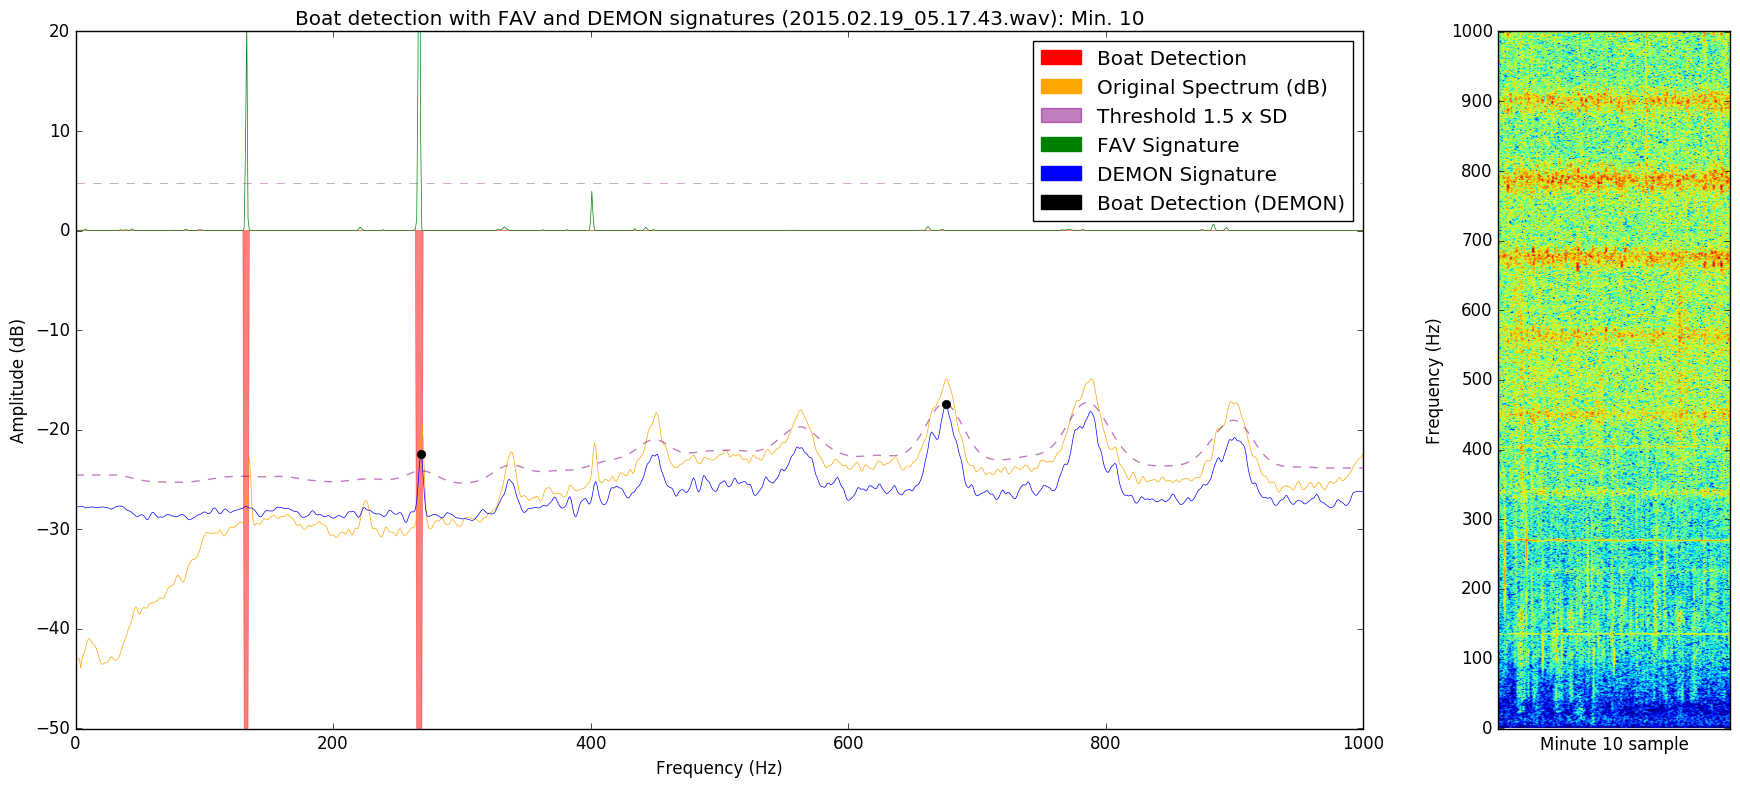 Boat detection with FAV and DEMON signatures (2015.02.19_05.17.43.wav): Min. 10
Boat Detection
Original Spectrum (dB)
Threshold 1.5 x SD
FAV Signature
DEMON Signature
Boat Detection (DEMON)
20
10
0
−10
−20
−30
−40
−50
Amplitude (dB)
0 200 400 600 800 1000
Frequency (Hz)
1000
900
800
700
600
500
400
300
200
100
0
Frequency (Hz)
Minute 10 sample